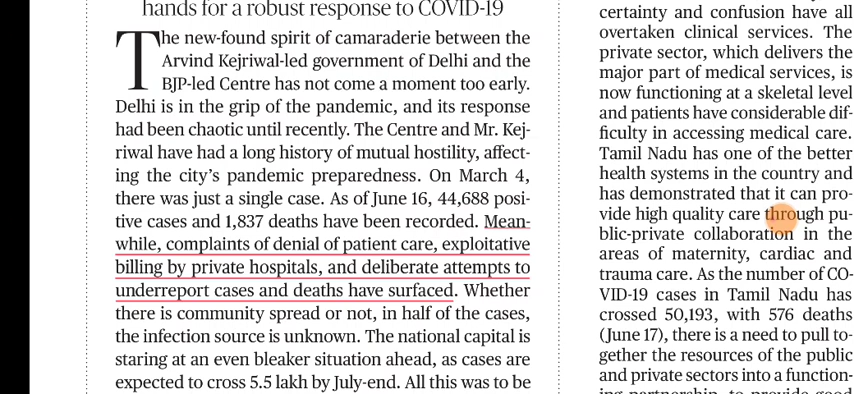 hands for a robust response to COVID-19
The new-found spirit of camaraderie between the
Arvind Kejriwal-led government of Delhi and the
BJP-led Centre has not come a moment too early.
Delhi is in the grip of the pandemic, and its response
had been chaotic until recently. The Centre and Mr. Kej-
riwal have had a long history of mutual hostility, affect-
ing the city's pandemic preparedness. On March 4,
there was just a single case. As of June 16, 44,688 posi-
tive cases and 1,837 deaths have been recorded. Mean-
while, complaints of denial of patient care, exploitative
billing by private hospitals, and deliberate attempts to
underreport cases and deaths have surfaced. Whether
there is community spread or not, in half of the cases,
the infection source is unknown. The national capital is
staring at an even bleaker situation ahead, as cases are
expected to cross 5.5 lakh by July-end. All this was to be
certainty and confusion have all
overtaken clinical services. The
private sector, which delivers the
major part of medical services, is
now functioning at a skeletal level
and patients have considerable dif-
ficulty in accessing medical care.
Tamil Nadu has one of the better
health systems in the country and
has demonstrated that it can pro-
vide high quality care through pu-
blic-private collaboration in the
areas of maternity, cardiac and
trauma care. As the number of CO-
VID-19 cases in Tamil Nadu has
crossed 50,193, with 576 deaths
(June 17), there is a need to pull to-
gether the resources of the public
and private sectors into a function-
ing partnership, to provide good